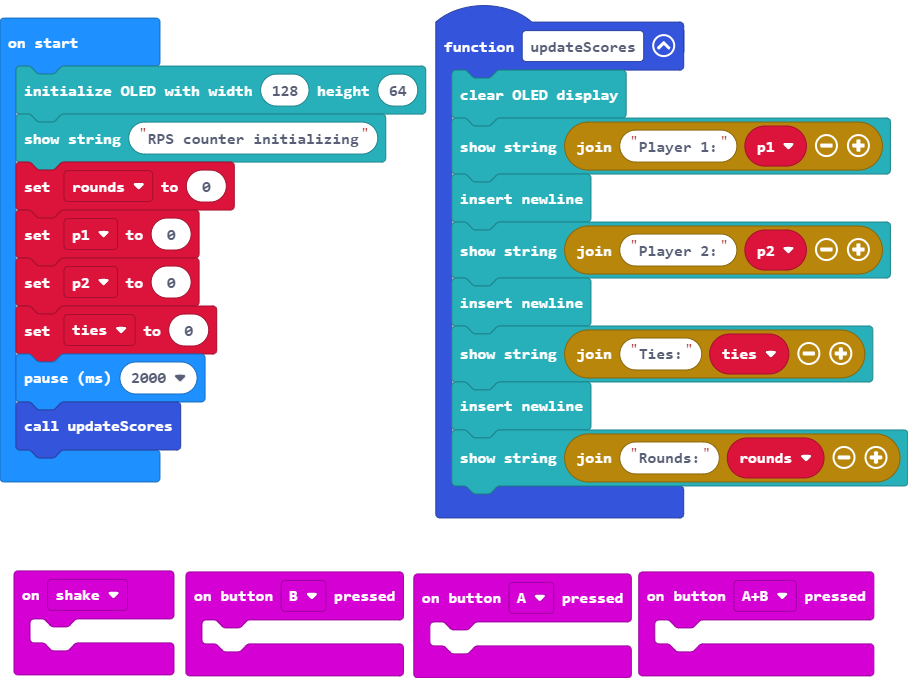 on start
initialize OLED with width 128 height 64
show string "RPS counter initializing"
set rounds to 0
set p1 to 0
set p2 to 0
set ties to 0
pause (ms) 2000
call updateScores
function updateScores
clear OLED display
show string join "Player 1:" p1
insert newline
show string join "Player 2:" p2
insert newline
show string join "Ties:" ties
insert newline
show string join "Rounds:" rounds
on shake
on button B pressed
on button A pressed
on button A+B pressed